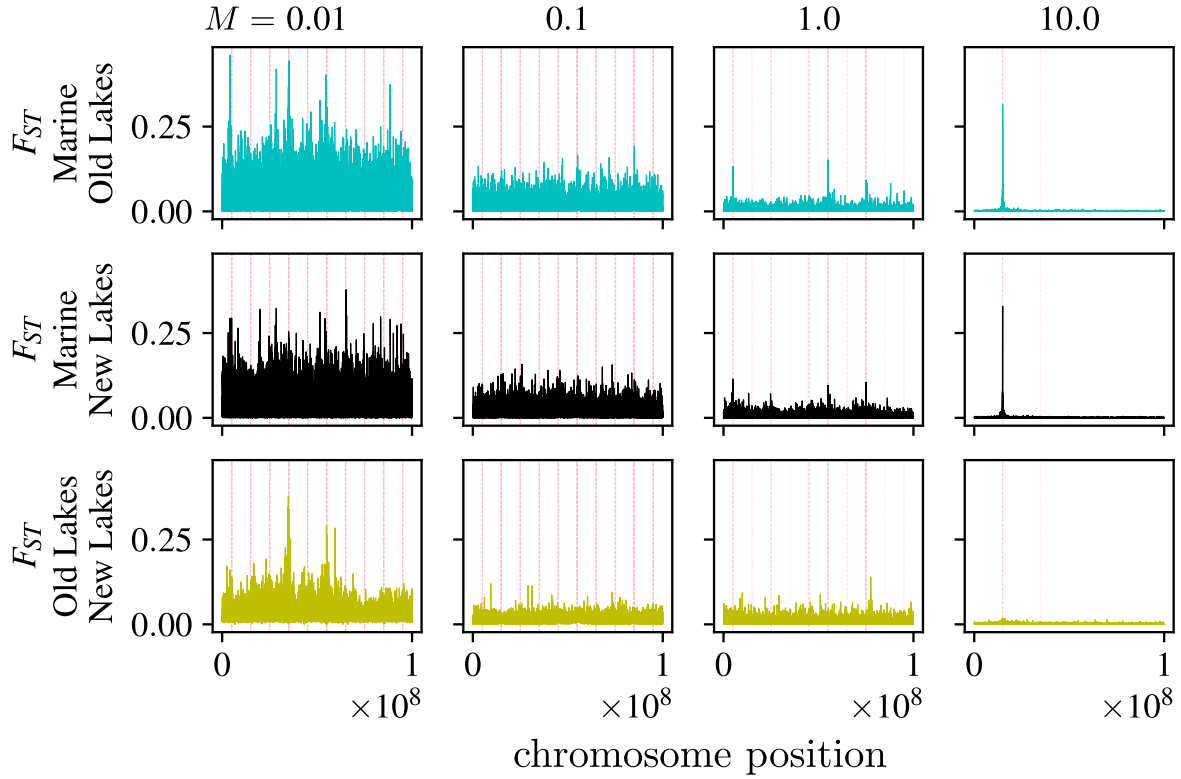 M = 0.01 0.1 1.0 10.0
F_ST
Marine
Old Lakes
0.25
0.00
F_ST
Marine
New Lakes
0.25
0.00
F_ST
Old Lakes
New Lakes
0.25
0.00
0 1 0 1 0 1 0 1
×10^8 ×10^8 ×10^8 ×10^8
chromosome position